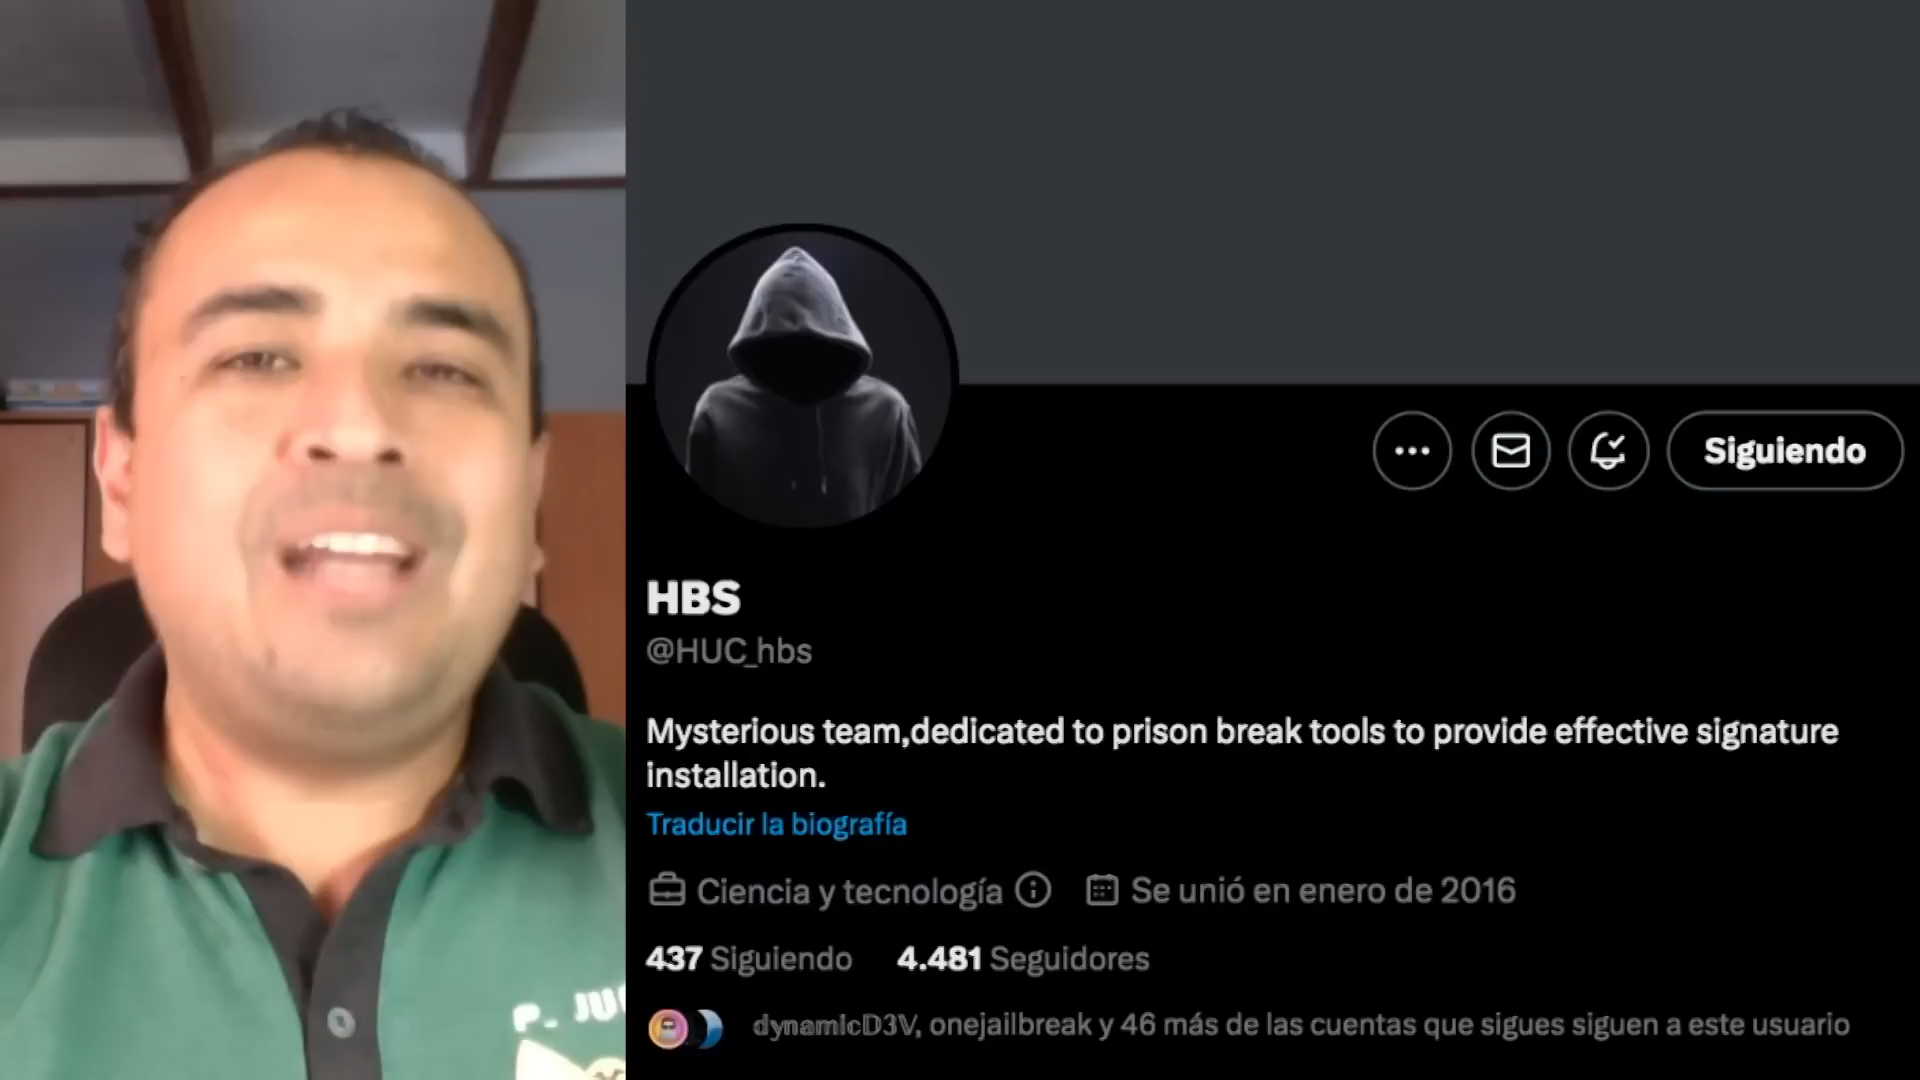 Siguiendo
HBS
@HUC_hbs
Mysterious team,dedicated to prison break tools to provide effective signature
installation.
Traducir la biografía
Ciencia y tecnología Se unió en enero de 2016
437 Siguiendo 4.481 Seguidores
dynamicD3V, onejailbreak y 46 más de las cuentas que sigues siguen a este usuario
P.